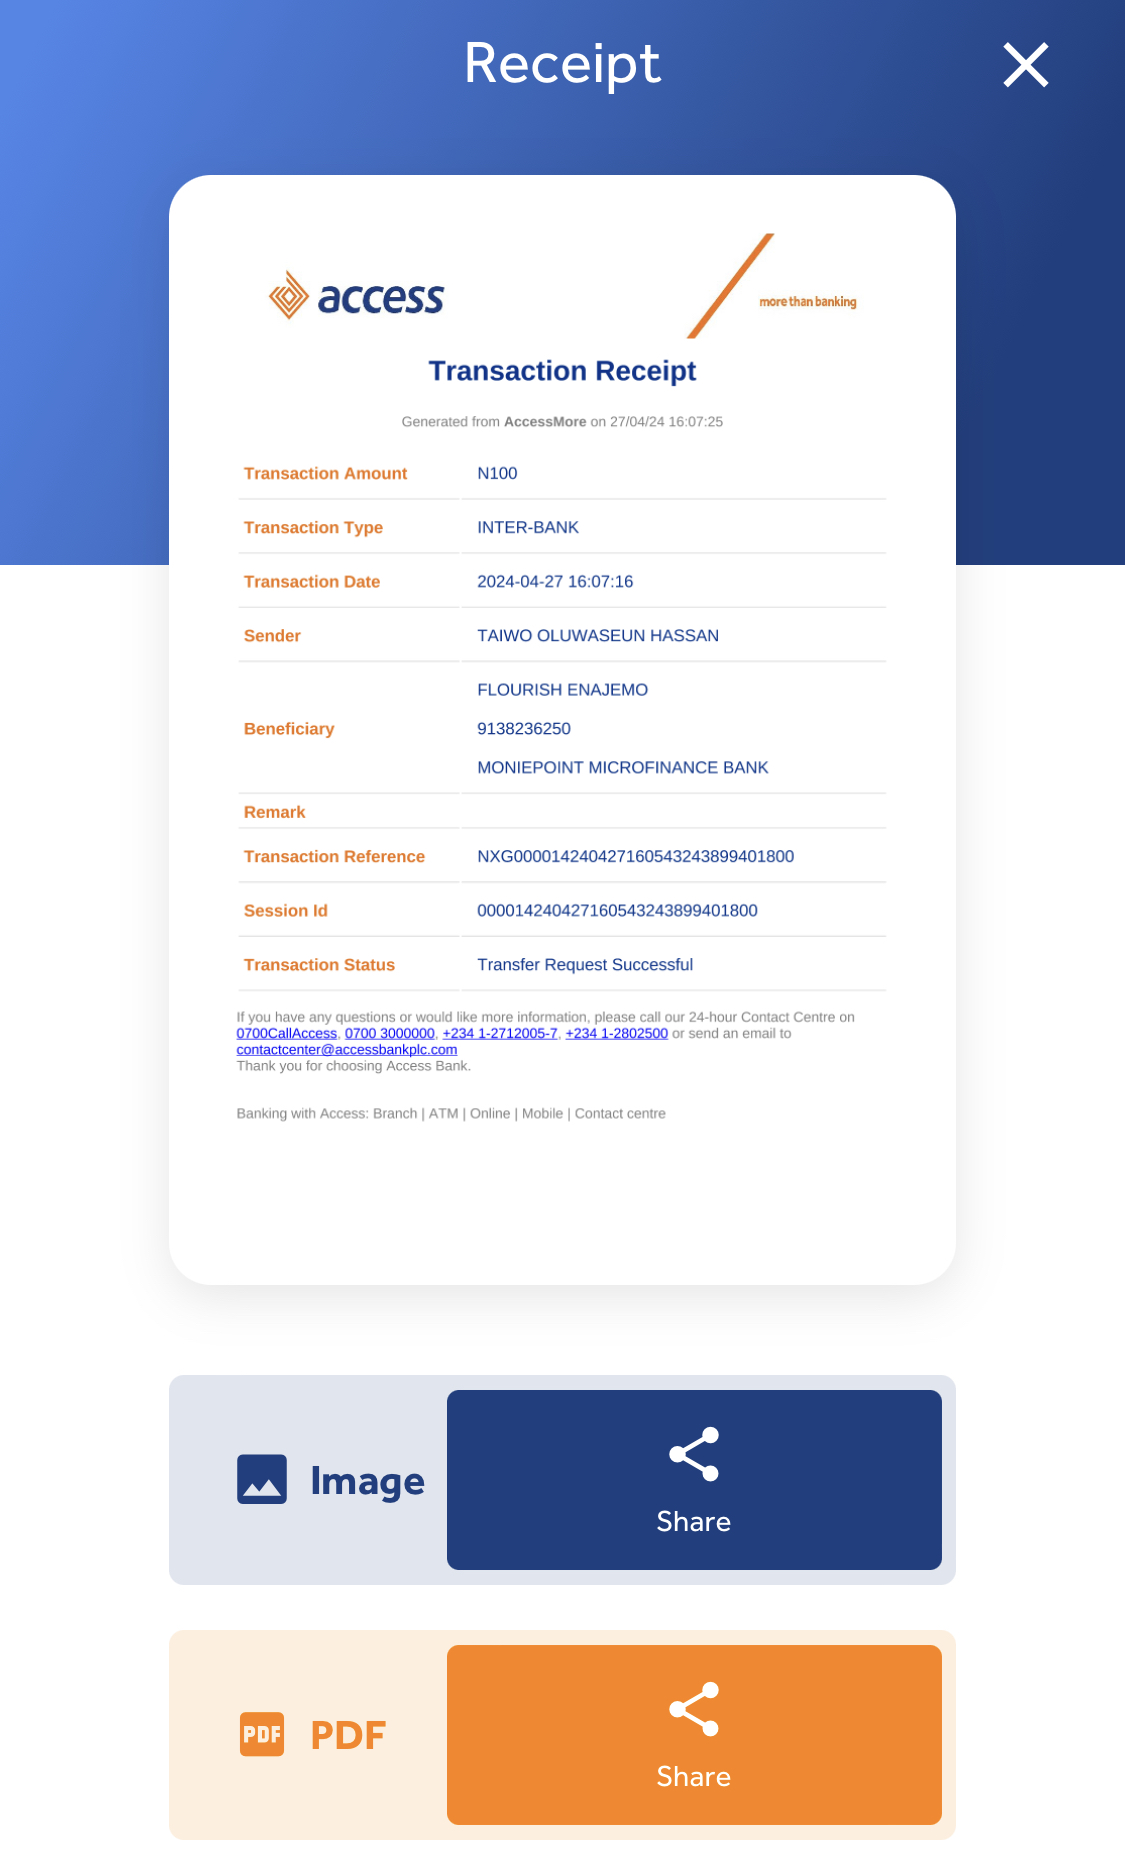 Receipt
access
more than banking
Transaction Receipt
Generated from AccessMore on 27/04/24 16:07:25
Transaction Amount N100
Transaction Type INTER-BANK
Transaction Date 2024-04-27 16:07:16
Sender TAIWO OLUWASEUN HASSAN
Beneficiary FLOURISH ENAJEMO
9138236250
MONIEPOINT MICROFINANCE BANK
Remark
Transaction Reference NXG000014240427160543243899401800
Session Id 000014240427160543243899401800
Transaction Status Transfer Request Successful
If you have any questions or would like more information, please call our 24-hour Contact Centre on
0700CallAccess, 0700 3000000, +234 1-2712005-7, +234 1-2802500 or send an email to
contactcenter@accessbankplc.com
Thank you for choosing Access Bank.
Banking with Access: Branch | ATM | Online | Mobile | Contact centre
Image
Share
PDF PDF
Share